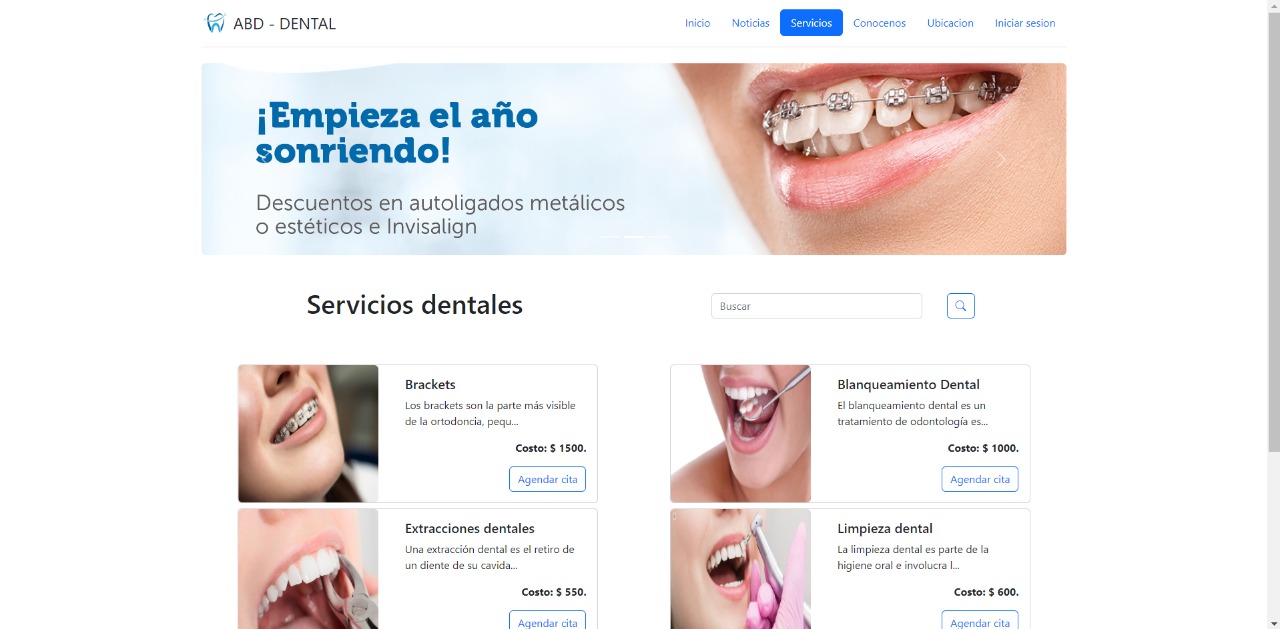 ABD - DENTAL
Inicio
Noticias
Servicios
Conocenos
Ubicacion
Iniciar sesion
¡Empieza el año
sonriendo!
Descuentos en autoligados metálicos
o estéticos e Invisalign
Servicios dentales
Buscar
Brackets
Los brackets son la parte más visible
de la ortodoncia, pequ...
Costo: $ 1500.
Agendar cita
Blanqueamiento Dental
El blanqueamiento dental es un
tratamiento de odontología es...
Costo: $ 1000.
Agendar cita
Extracciones dentales
Una extracción dental es el retiro de
un diente de su cavida...
Costo: $ 550.
Agendar cita
Limpieza dental
La limpieza dental es parte de la
higiene oral e involucra l...
Costo: $ 600.
Agendar cita